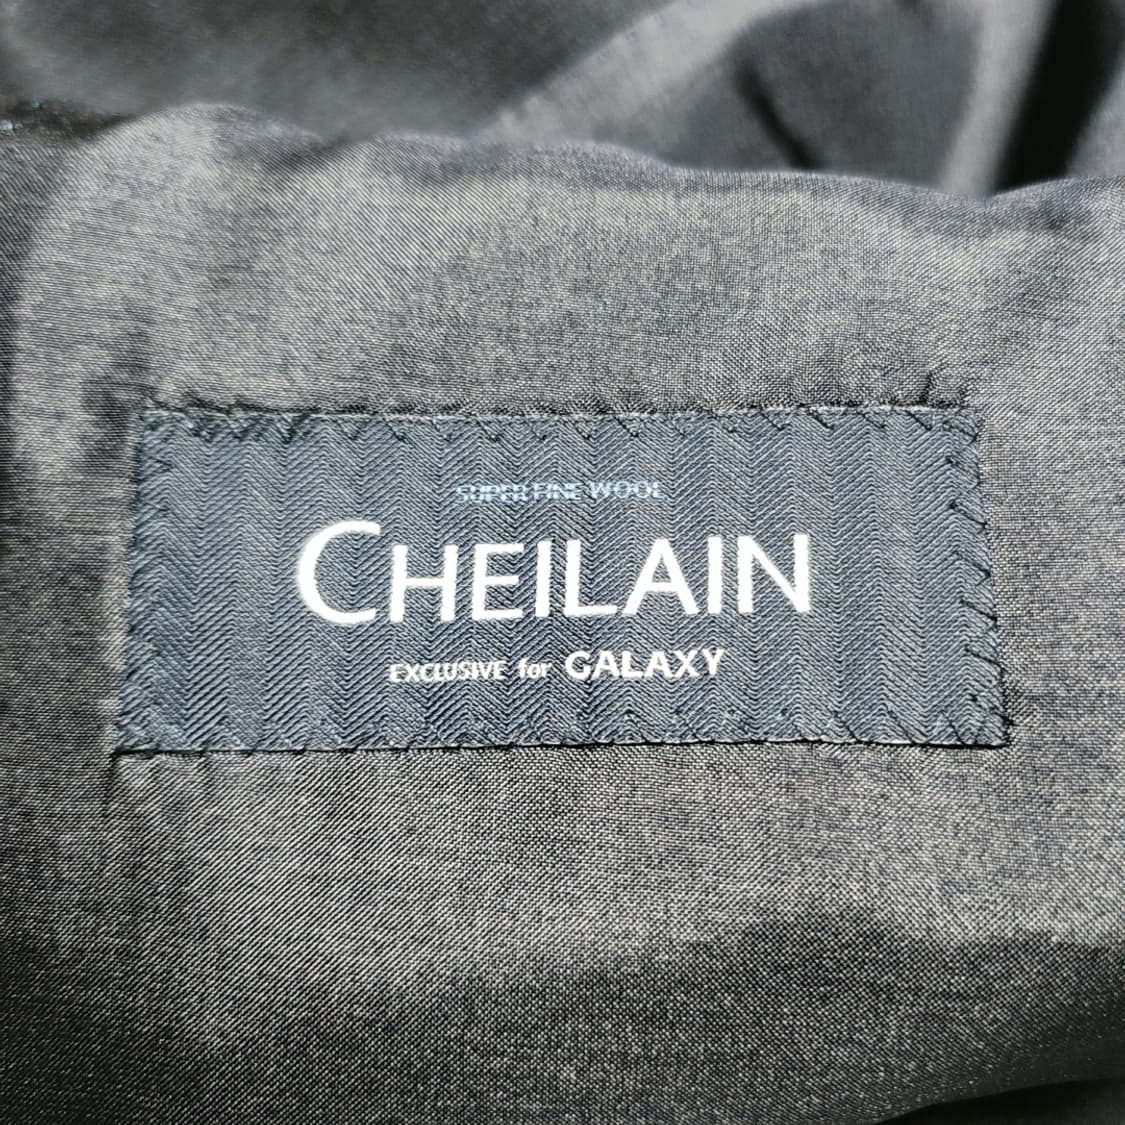 SUPER FINE WOOL
CHEILAIN
EXCLUSIVE for GALAXY